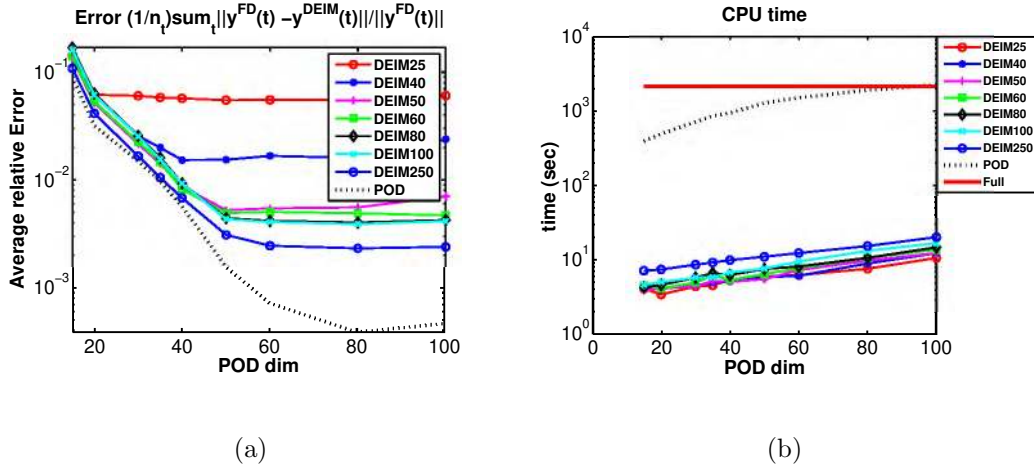 Error (1/n_t)sum_t||y^FD(t) −y^DEIM(t)||/||y^FD(t)||
Average relative Error
10^−1
10^−2
10^−3
20
40
60
80
100
POD dim
DEIM25
DEIM40
DEIM50
DEIM60
DEIM80
DEIM100
DEIM250
POD
(a)
CPU time
time (sec)
10^4
10^3
10^2
10^1
10^0
0
20
40
60
80
100
POD dim
DEIM25
DEIM40
DEIM50
DEIM60
DEIM80
DEIM100
DEIM250
POD
Full
(b)